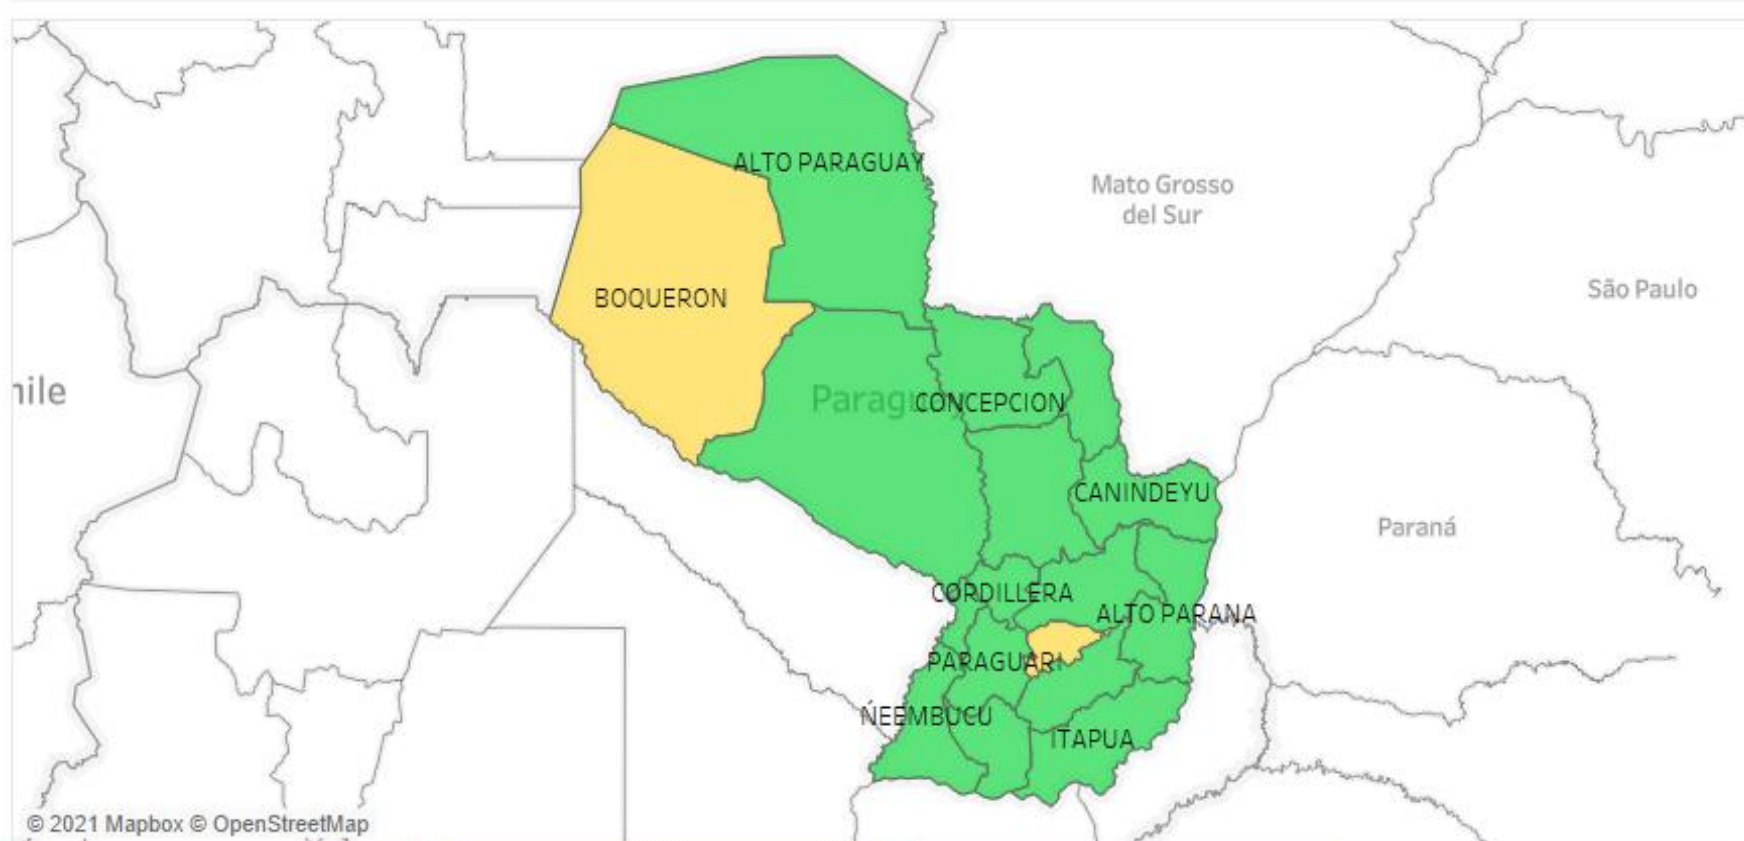 ALTO PARAGUAY
Mato Grosso
del Sur
BOQUERON
São Paulo
hile
Parag
CONCEPCION
CANINDEYU
Paraná
CORDILLERA
ALTO PARANA
PARAGUARI
ŃEEMBUCU
ITAPUA
© 2021 Mapbox © OpenStreetMap